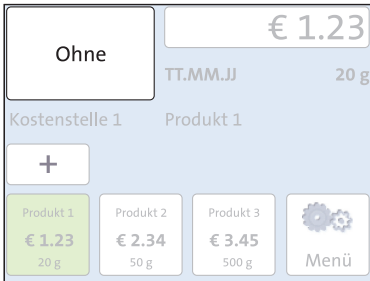 Ohne
€ 1.23
TT.MM.JJ 20 g
Kostenstelle 1 Produkt 1
+
Produkt 1 Produkt 2 Produkt 3
€ 1.23 € 2.34 € 3.45
20 g 50 g 500 g Menü